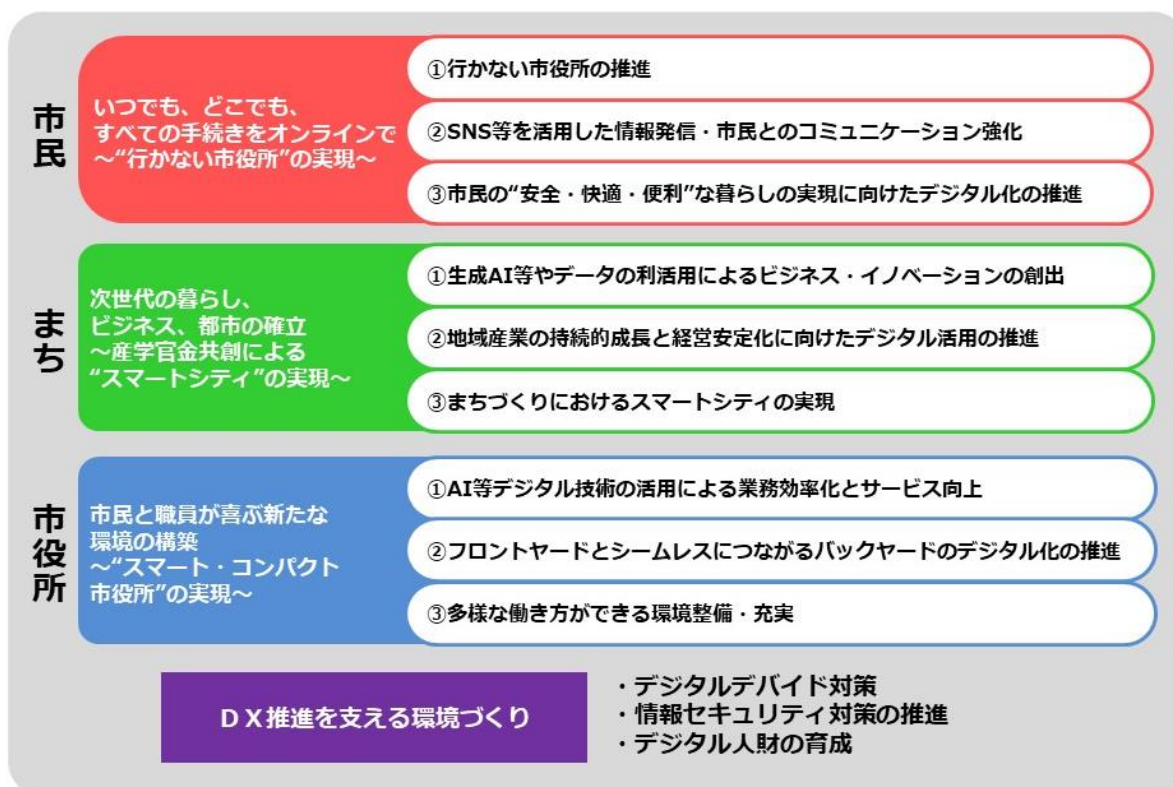 市民
いつでも、どこでも、
すべての手続きをオンラインで
~“行かない市役所”の実現~
①行かない市役所の推進
②SNS等を活用した情報発信・市民とのコミュニケーション強化
③市民の“安全・快適・便利”な暮らしの実現に向けたデジタル化の推進
まち
次世代の暮らし、
ビジネス、都市の確立
~産学官金共創による
“スマートシティ”の実現~
①生成AI等やデータの利活用によるビジネス・イノベーションの創出
②地域産業の持続的成長と経営安定化に向けたデジタル活用の推進
③まちづくりにおけるスマートシティの実現
市役所
市民と職員が喜ぶ新たな
環境の構築
~“スマート・コンパクト
市役所”の実現~
①AI等デジタル技術の活用による業務効率化とサービス向上
②フロントヤードとシームレスにつながるバックヤードのデジタル化の推進
③多様な働き方ができる環境整備・充実
DX推進を支える環境づくり
・デジタルデバイド対策
・情報セキュリティ対策の推進
・デジタル人財の育成